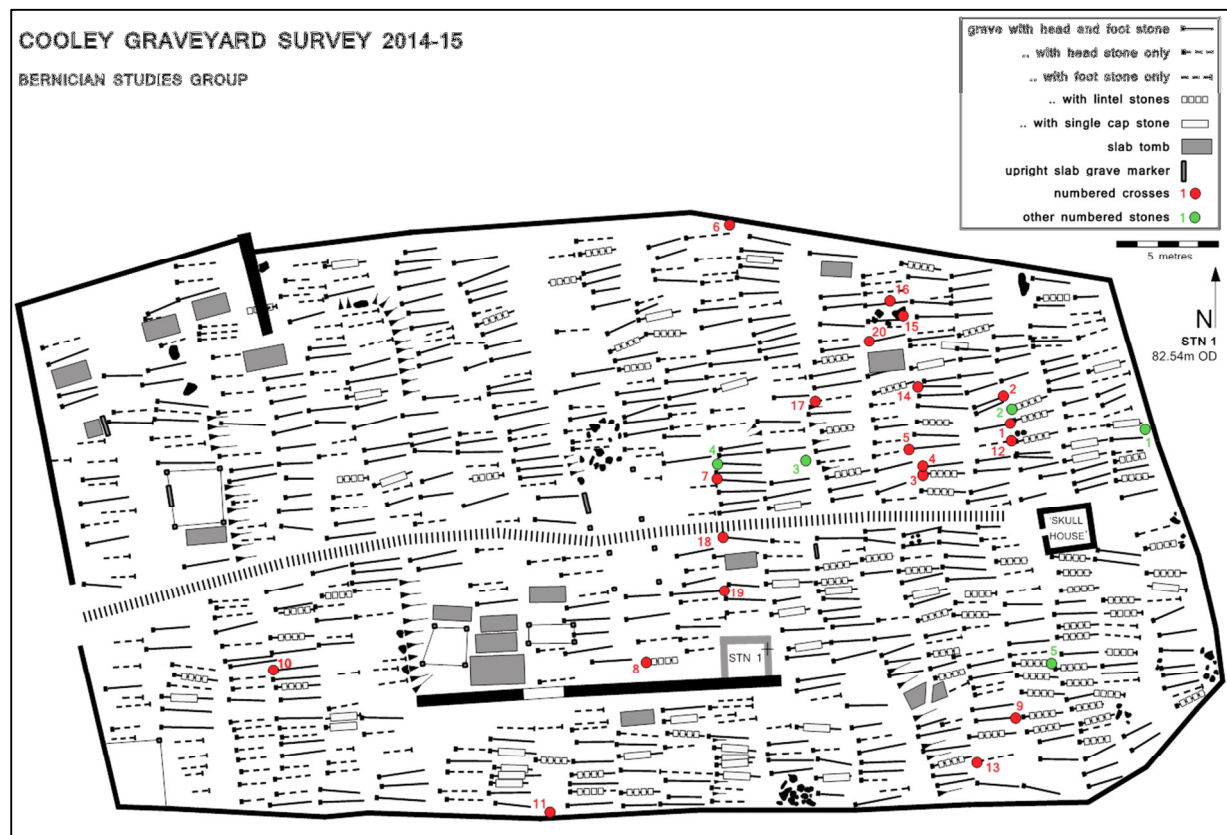 COOLEY GRAVEYARD SURVEY 2014-15
BERNICIAN STUDIES GROUP
grave with head and foot stone
.. with head stone only
.. with foot stone only
.. with lintel stones
.. with single cap stone
slab tomb
upright slab grave marker
numbered crosses 1
other numbered stones 1
5 metres
N
STN 1
82.54m OD
6
16
15
20
14
2
2
17
1
1
12
5
4
4
3
3
7
'SKULL
HOUSE'
18
19
STN 1
8
10
5
9
13
11